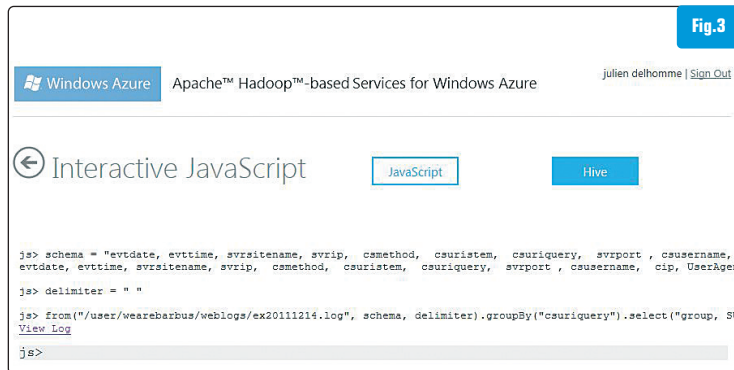 Fig.3
Windows Azure Apache™ Hadoop™-based Services for Windows Azure julien delhomme | Sign Out
Interactive JavaScript JavaScript Hive
js> schema = "evtdate, evttime, svrsitename, svrip, csmethod, csuristem, csuriquery, svrport , csusername,
evtdate, evttime, svrsitename, svrip, csmethod, csuristem, csuriquery, svrport , csusername, cip, UserAge
js> delimiter = " "
js> from("/user/wearebarbus/weblogs/ex20111214.log", schema, delimiter).groupBy("csuriquery").select("group,
View Log
js>